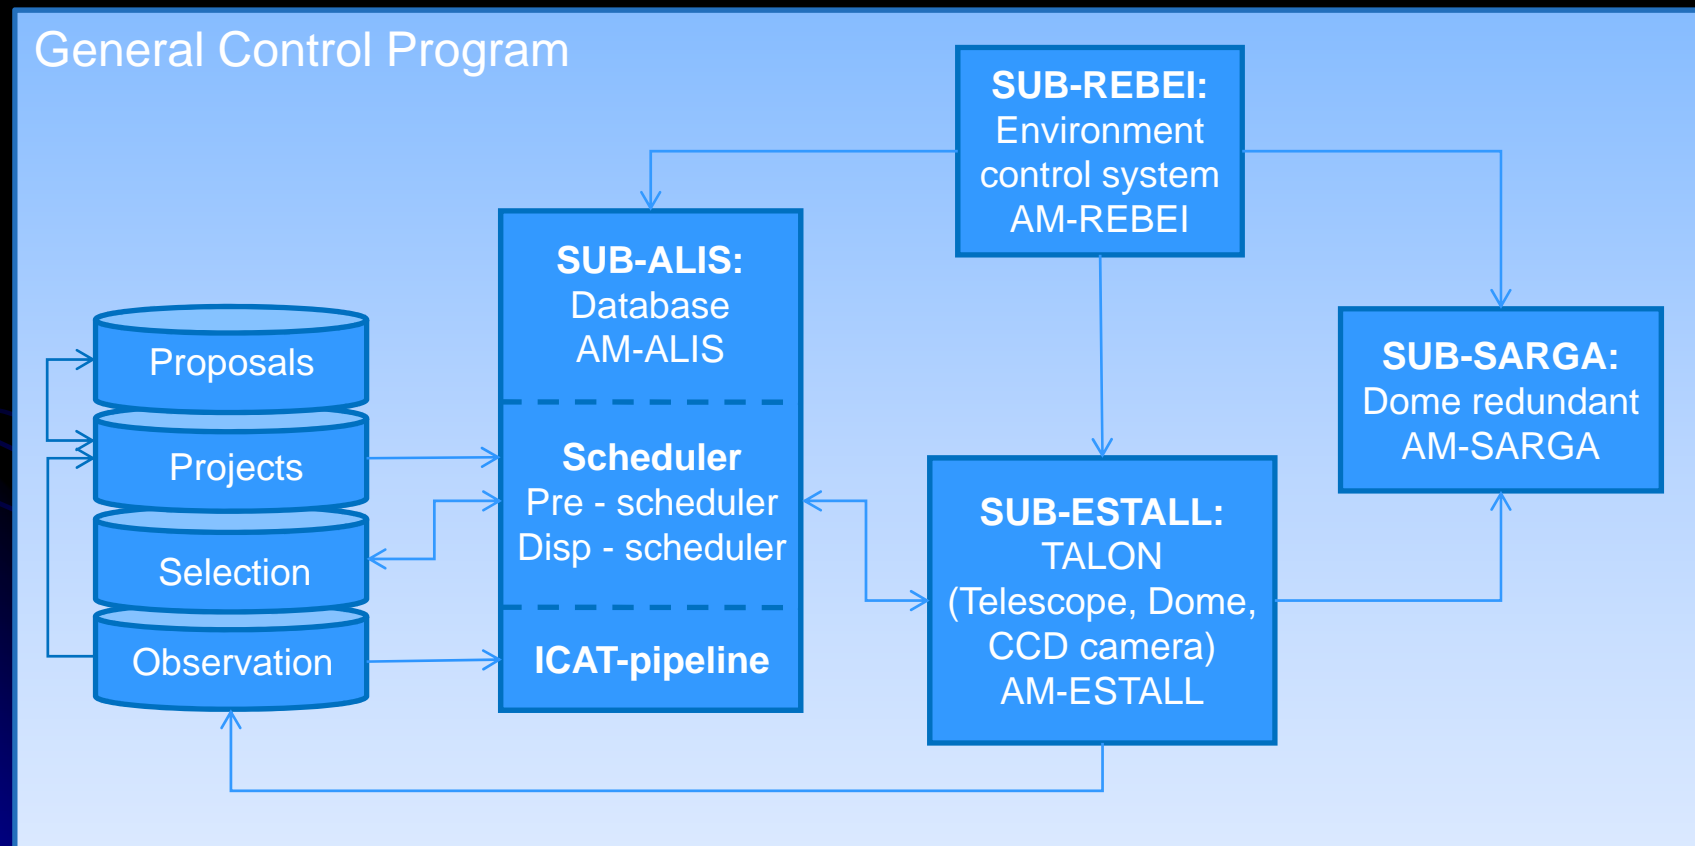 General Control Program
SUB-REBEI:
Environment
control system
AM-REBEI
SUB-ALIS:
Database
AM-ALIS
Scheduler
Pre - scheduler
Disp - scheduler
ICAT-pipeline
Proposals
Projects
Selection
Observation
SUB-ESTALL:
TALON
(Telescope, Dome,
CCD camera)
AM-ESTALL
SUB-SARGA:
Dome redundant
AM-SARGA